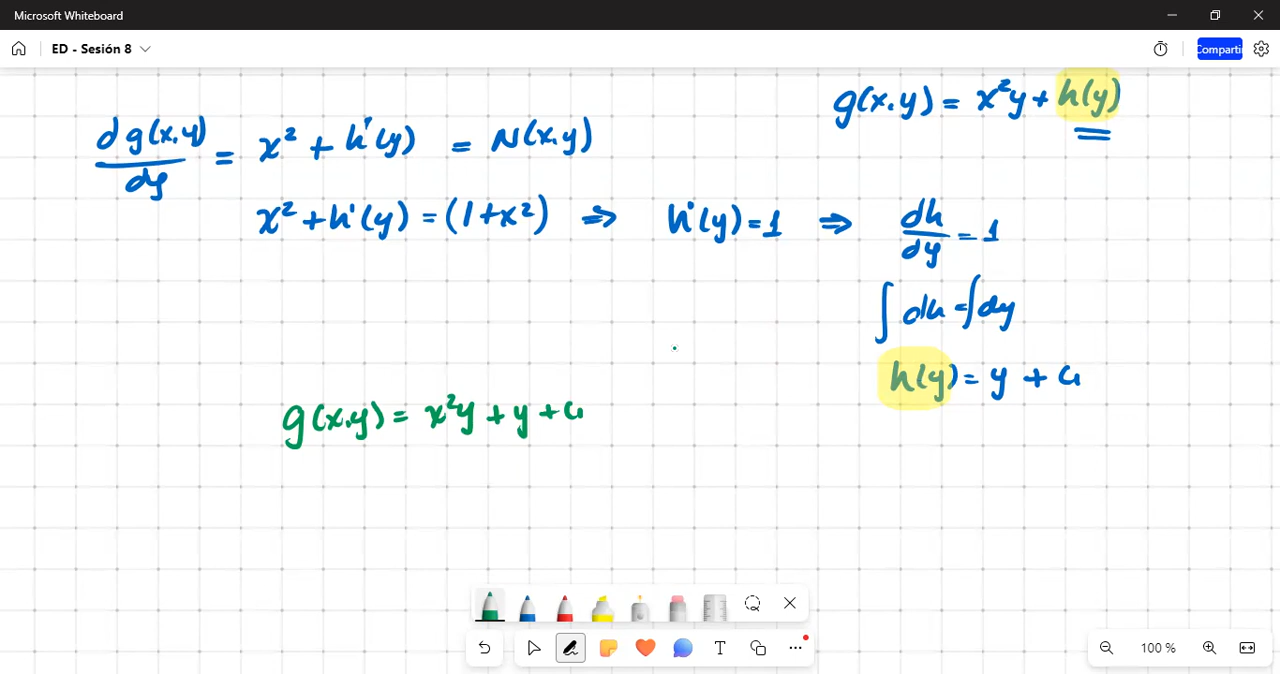 Microsoft Whiteboard
ED - Sesión 8
Comparti
g(x,y) = x²y + h(y)
dg(x,y)/dy = x² + h'(y) = N(x,y)
x² + h'(y) = (1+x²) ⇒ h'(y) = 1 ⇒ dh/dy = 1
∫dh = ∫dy
h(y) = y + C₁
g(x,y) = x²y + y + C₁
T
100 %